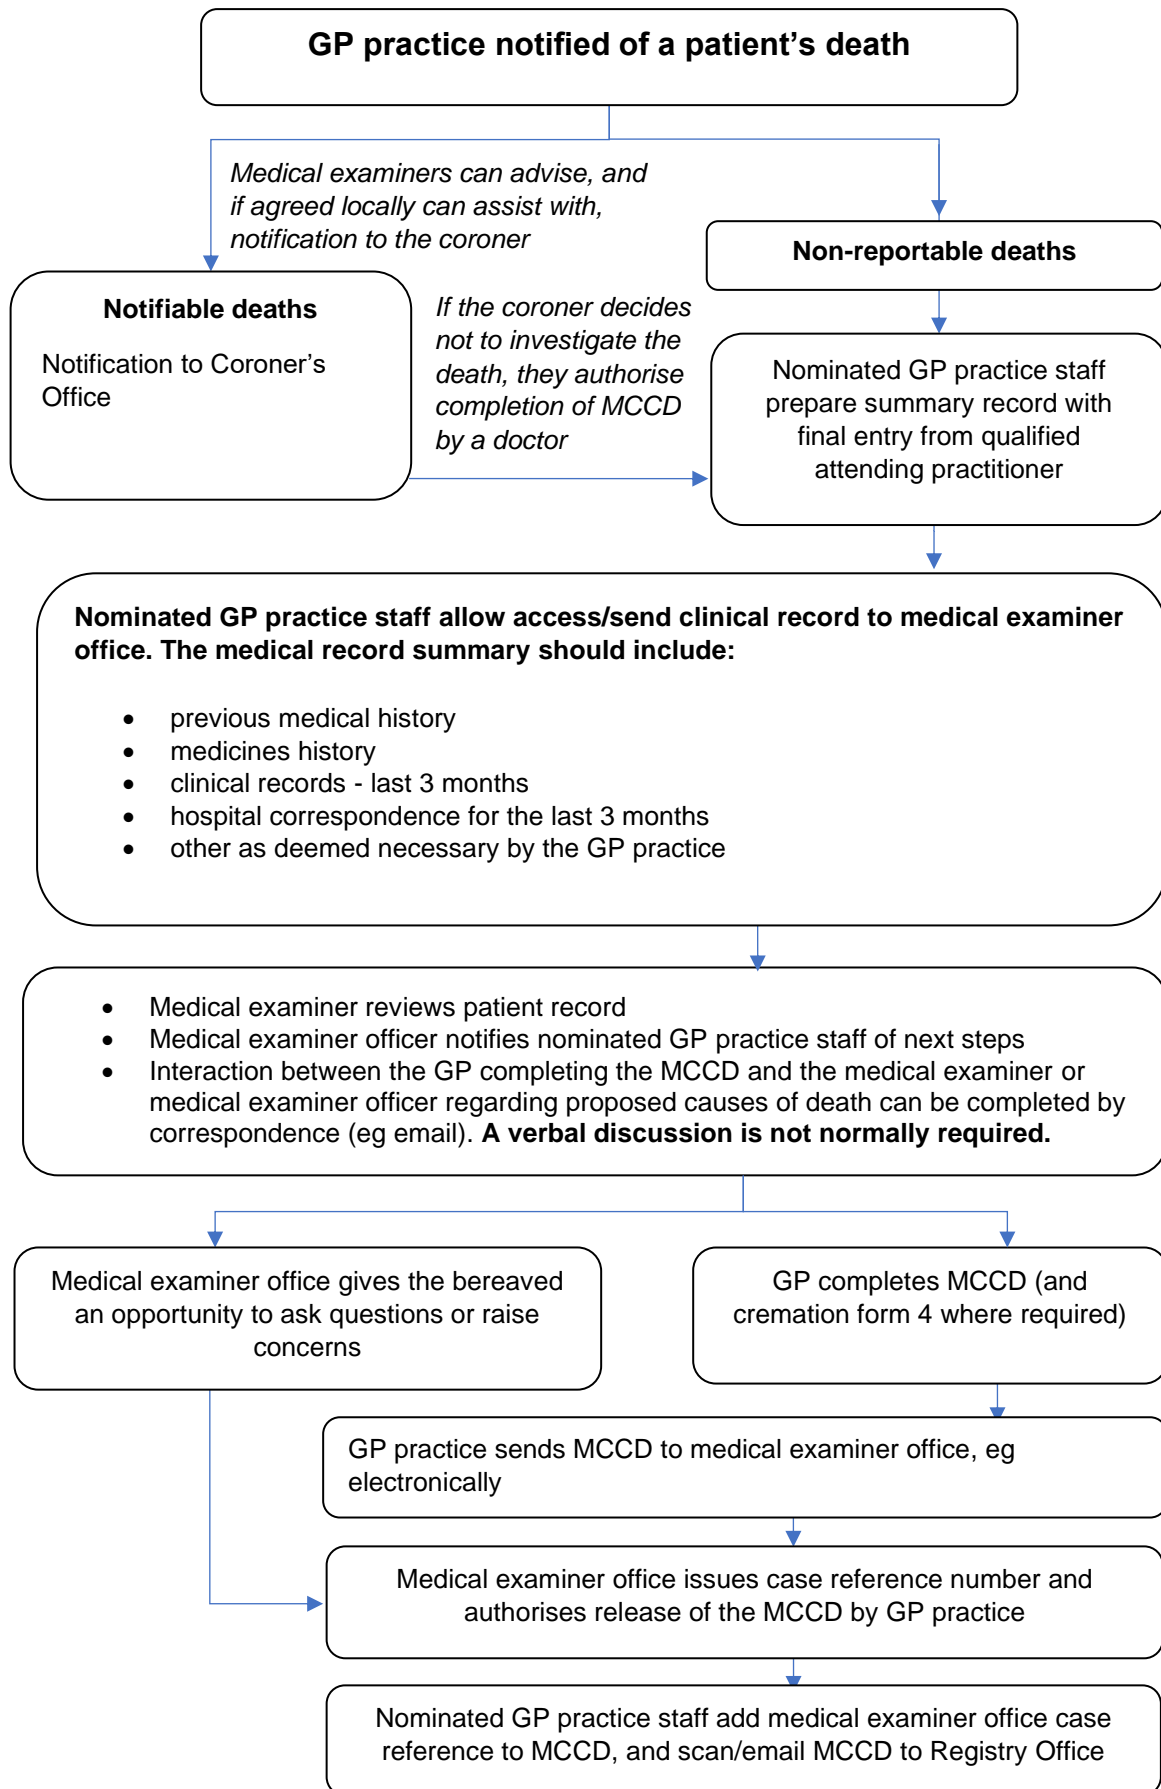 GP practice notified of a patient’s death
Medical examiners can advise, and
if agreed locally can assist with,
notification to the coroner
Non-reportable deaths
Notifiable deaths
Notification to Coroner’s
Office
If the coroner decides
not to investigate the
death, they authorise
completion of MCCD
by a doctor
Nominated GP practice staff
prepare summary record with
final entry from qualified
attending practitioner
Nominated GP practice staff allow access/send clinical record to medical examiner
office. The medical record summary should include:
• previous medical history
• medicines history
• clinical records - last 3 months
• hospital correspondence for the last 3 months
• other as deemed necessary by the GP practice
• Medical examiner reviews patient record
• Medical examiner officer notifies nominated GP practice staff of next steps
• Interaction between the GP completing the MCCD and the medical examiner or
medical examiner officer regarding proposed causes of death can be completed by
correspondence (eg email). A verbal discussion is not normally required.
Medical examiner office gives the bereaved
an opportunity to ask questions or raise
concerns
GP completes MCCD (and
cremation form 4 where required)
GP practice sends MCCD to medical examiner office, eg
electronically
Medical examiner office issues case reference number and
authorises release of the MCCD by GP practice
Nominated GP practice staff add medical examiner office case
reference to MCCD, and scan/email MCCD to Registry Office